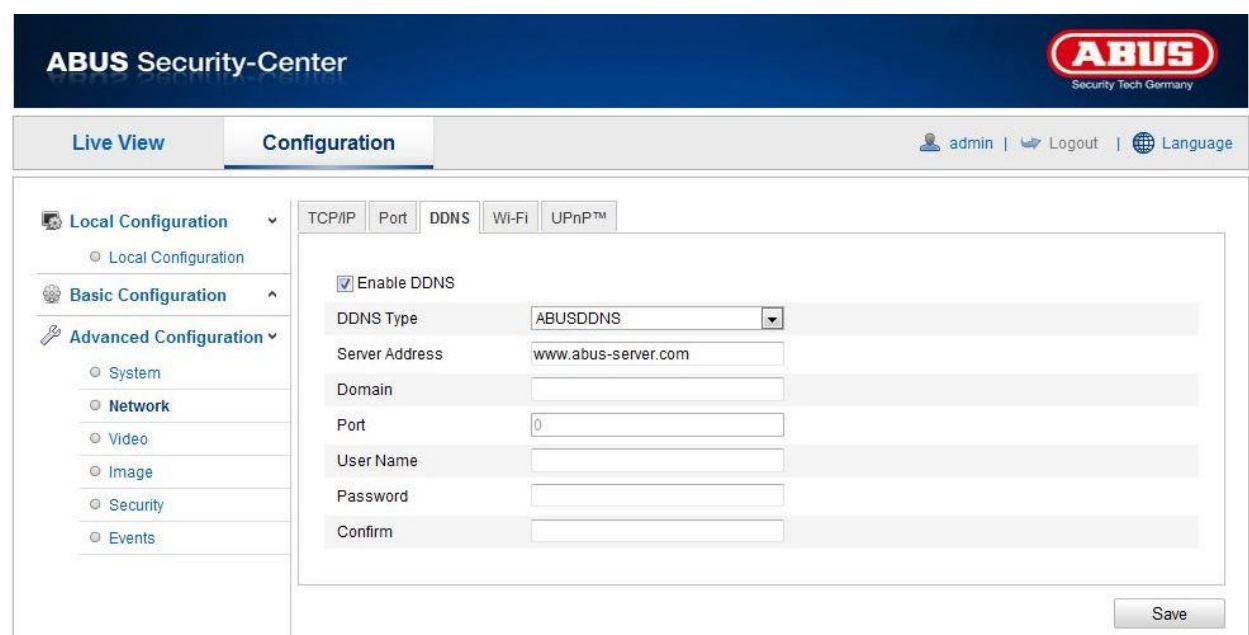 ABUS Security-Center
ABUS
Security Tech Germany
Live View
Configuration
admin | Logout | Language
Local Configuration
Local Configuration
Basic Configuration
Advanced Configuration
System
Network
Video
Image
Security
Events
TCP/IP
Port
DDNS
Wi-Fi
UPnP™
Enable DDNS
DDNS Type ABUSDDNS
Server Address www.abus-server.com
Domain
Port 0
User Name
Password
Confirm
Save